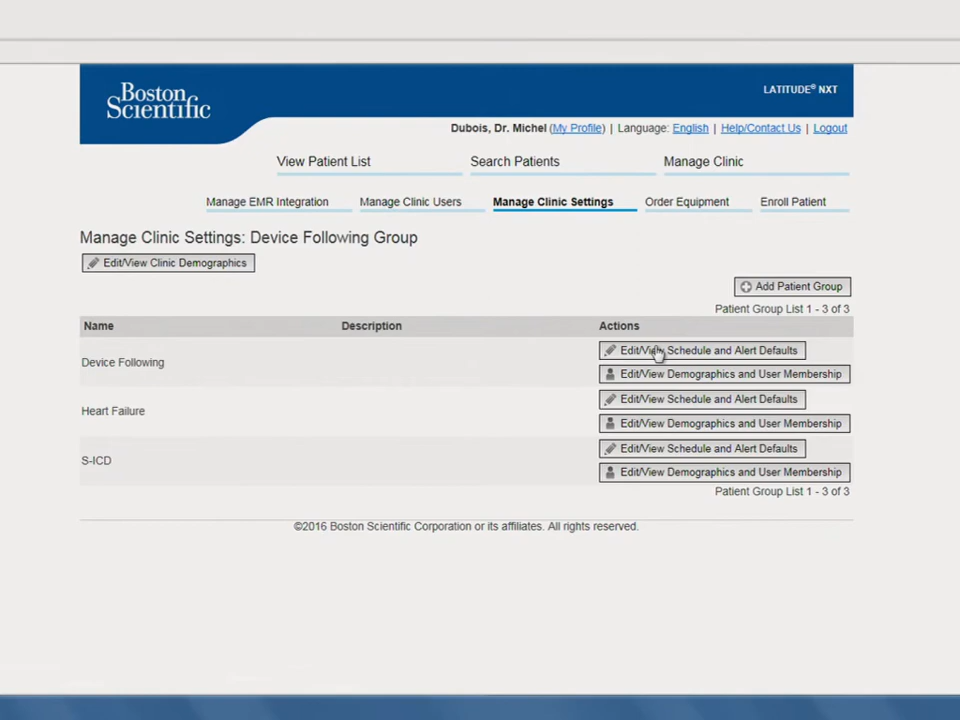 Boston
Scientific
LATITUDE® NXT
Dubois, Dr. Michel (My Profile) | Language: English | Help/Contact Us | Logout
View Patient List Search Patients Manage Clinic
Manage EMR Integration Manage Clinic Users Manage Clinic Settings Order Equipment Enroll Patient
Manage Clinic Settings: Device Following Group
Edit/View Clinic Demographics
Add Patient Group
Patient Group List 1 - 3 of 3
Name Description Actions
Device Following
Edit/View Schedule and Alert Defaults
Edit/View Demographics and User Membership
Heart Failure
Edit/View Schedule and Alert Defaults
Edit/View Demographics and User Membership
S-ICD
Edit/View Schedule and Alert Defaults
Edit/View Demographics and User Membership
Patient Group List 1 - 3 of 3
©2016 Boston Scientific Corporation or its affiliates. All rights reserved.